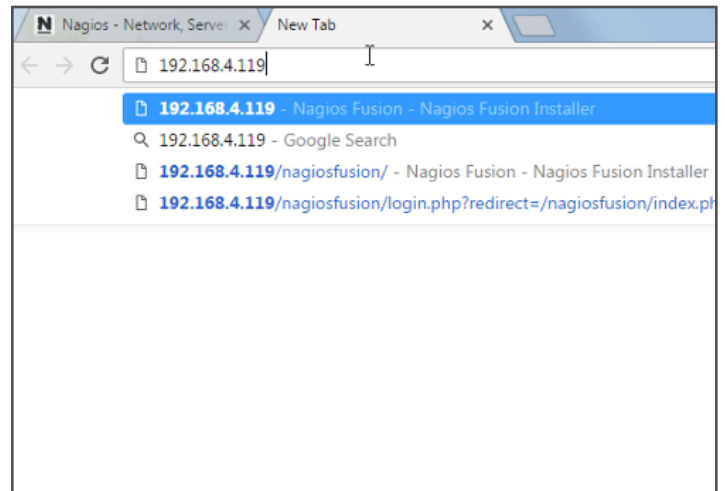 N Nagios - Network, Server New Tab
192.168.4.119
192.168.4.119 - Nagios Fusion - Nagios Fusion Installer
192.168.4.119 - Google Search
192.168.4.119/nagiosfusion/ - Nagios Fusion - Nagios Fusion Installer
192.168.4.119/nagiosfusion/login.php?redirect=/nagiosfusion/index.ph